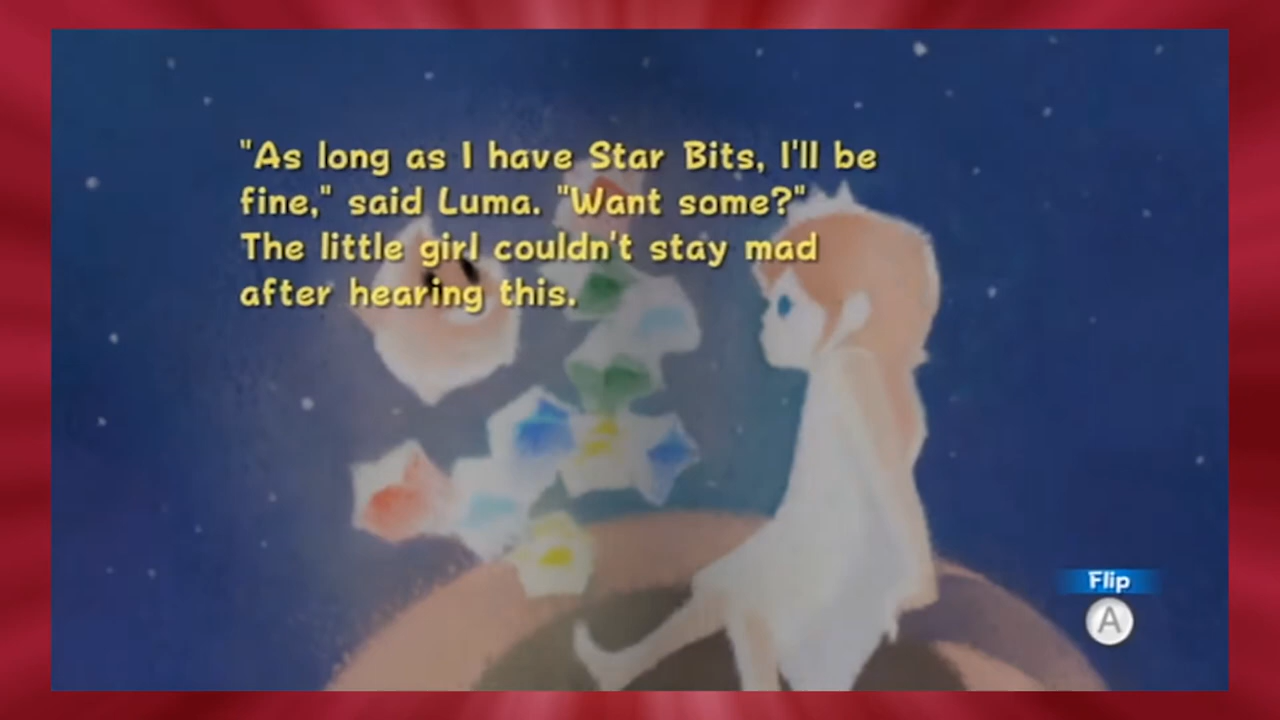 "As long as I have Star Bits, I'll be
fine," said Luma. "Want some?"
The little girl couldn't stay mad
after hearing this.
Flip
A